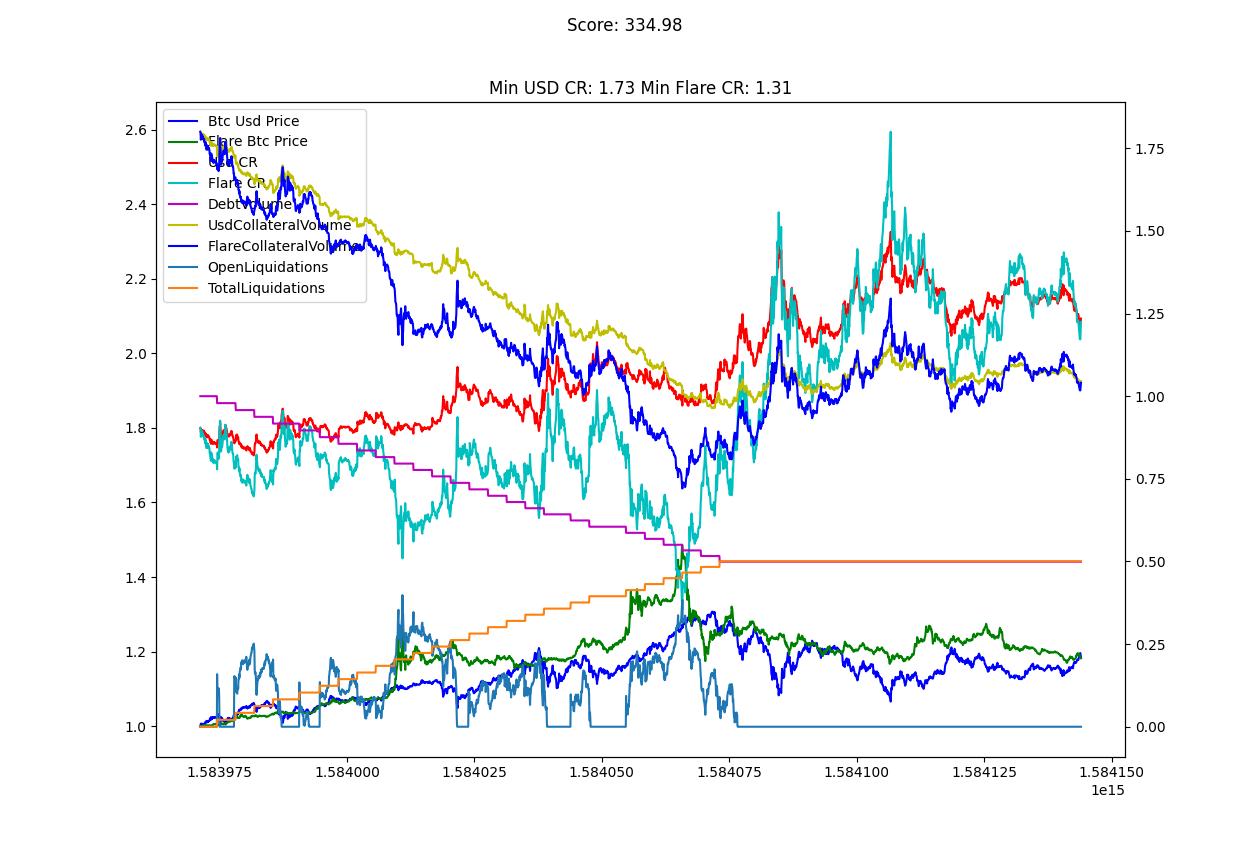 Score: 334.98
Min USD CR: 1.73 Min Flare CR: 1.31
Btc Usd Price
Flare Btc Price
Usd CR
Flare CR
DebtVolume
UsdCollateralVolume
FlareCollateralVolume
OpenLiquidations
TotalLiquidations
2.6
2.4
2.2
2.0
1.8
1.6
1.4
1.2
1.0
1.75
1.50
1.25
1.00
0.75
0.50
0.25
0.00
1.583975 1.584000 1.584025 1.584050 1.584075 1.584100 1.584125 1.584150
1e15